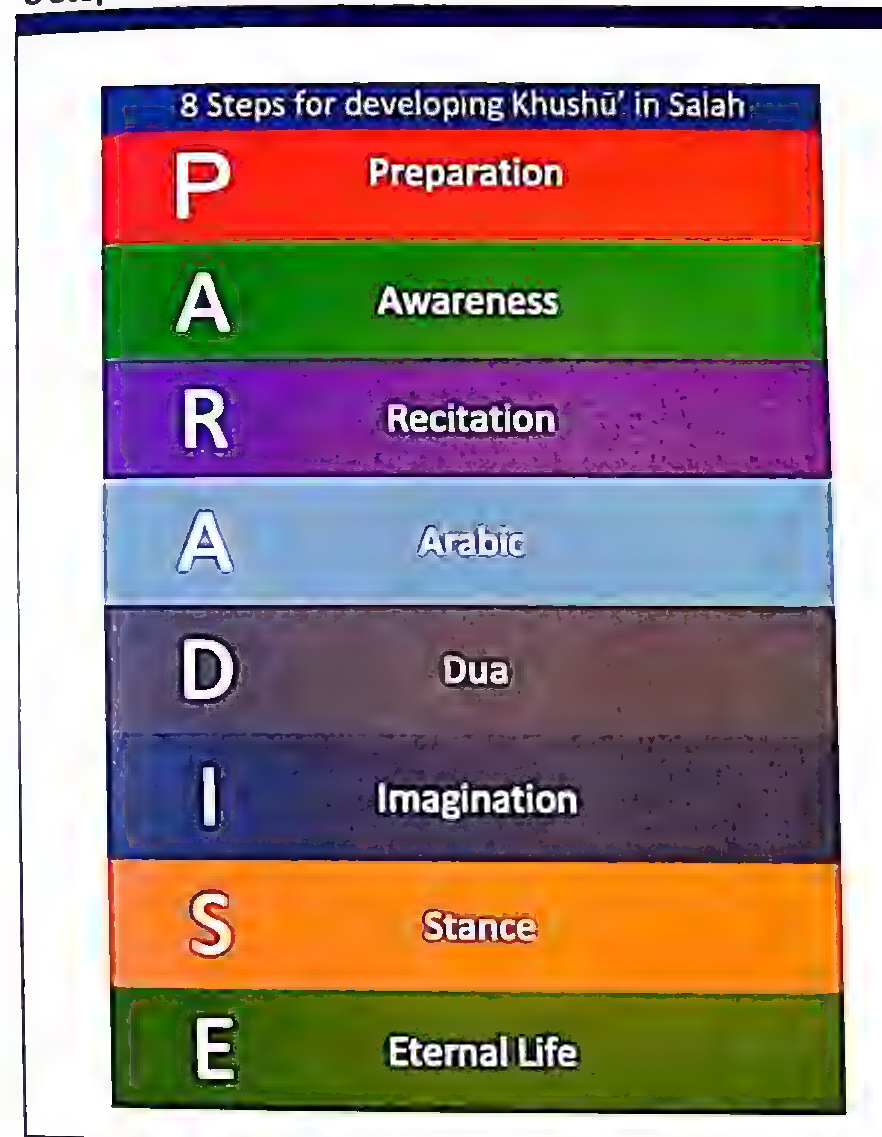 8 Steps for developing Khushū' in Salah
P Preparation
A Awareness
R Recitation
A Arabic
D Dua
I Imagination
S Stance
E Eternal Life